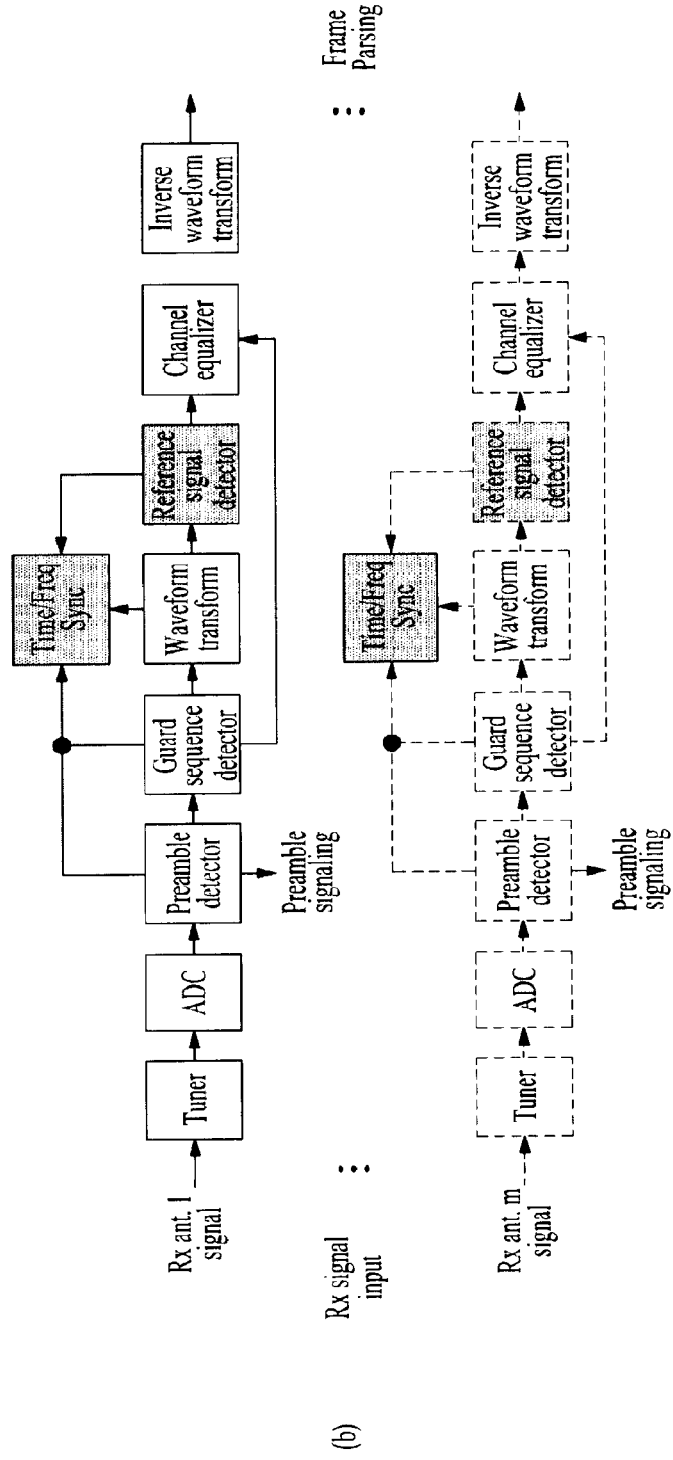 (b)
Rx signal
input
Rx ant. 1
signal
Tuner
ADC
Preamble
detector
Preamble
signaling
Guard
sequence
detector
Waveform
transform
Time/Freq
Sync
Reference
signal
detector
Channel
equalizer
Inverse
waveform
transform
Frame
Parsing
Rx ant. m
signal
Tuner
ADC
Preamble
detector
Preamble
signaling
Guard
sequence
detector
Waveform
transform
Time/Freq
Sync
Reference
signal
detector
Channel
equalizer
Inverse
waveform
transform